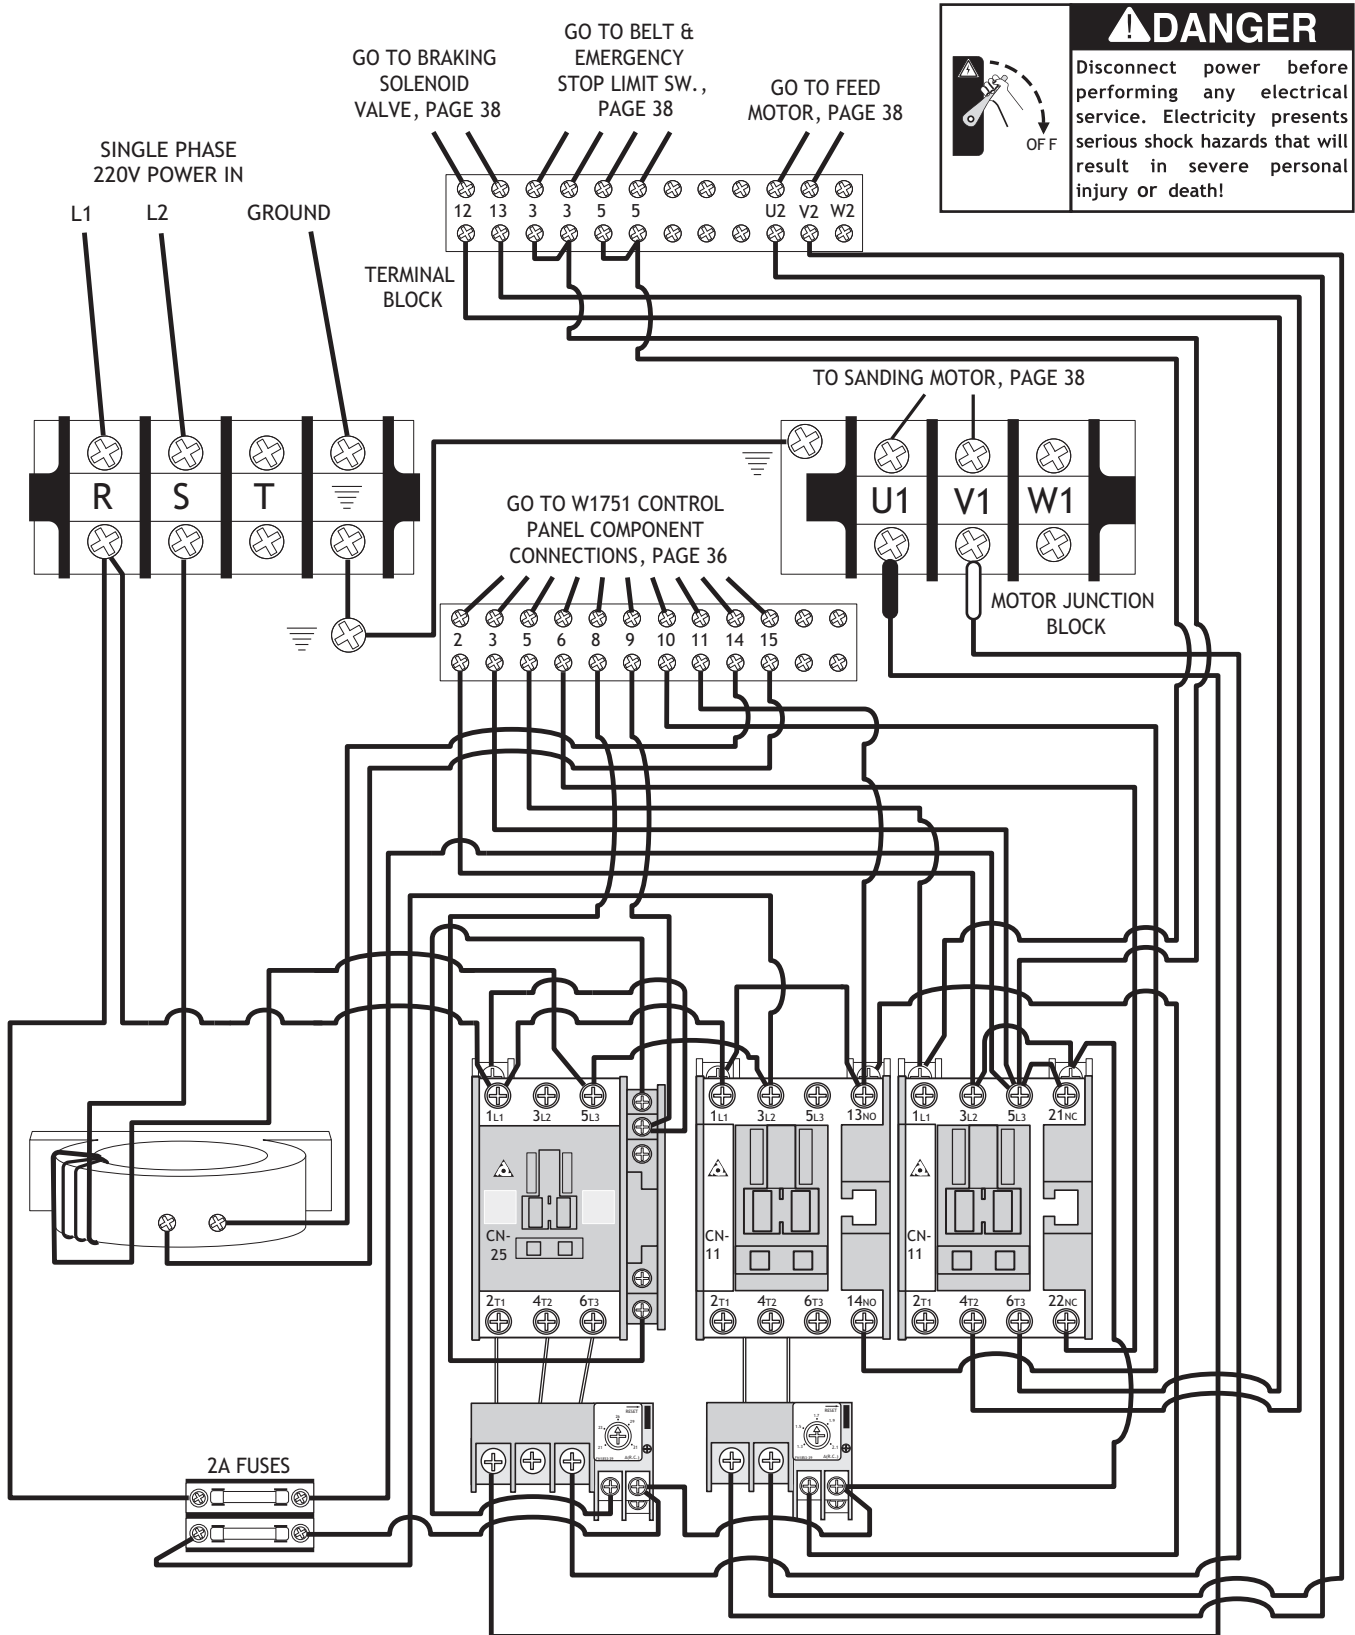 GO TO BRAKING
SOLENOID
VALVE, PAGE 38
GO TO BELT &
EMERGENCY
STOP LIMIT SW.,
PAGE 38
GO TO FEED
MOTOR, PAGE 38
DANGER
Disconnect power before
performing any electrical
service. Electricity presents
serious shock hazards that will
result in severe personal
injury or death!
OFF
SINGLE PHASE
220V POWER IN
L1 L2 GROUND
12 13 3 3 5 5 U2 V2 W2
TERMINAL
BLOCK
TO SANDING MOTOR, PAGE 38
R S T
U1 V1 W1
GO TO W1751 CONTROL
PANEL COMPONENT
CONNECTIONS, PAGE 36
MOTOR JUNCTION
BLOCK
2 3 5 6 8 9 10 11 14 15
1L1 3L2 5L3
1L1 3L2 5L3 13NO
1L1 3L2 5L3 21NC
CN-
25
CN-
11
CN-
11
2T1 4T2 6T3
2T1 4T2 6T3 14NO
2T1 4T2 6T3 22NC
RESET
RESET
2A FUSES